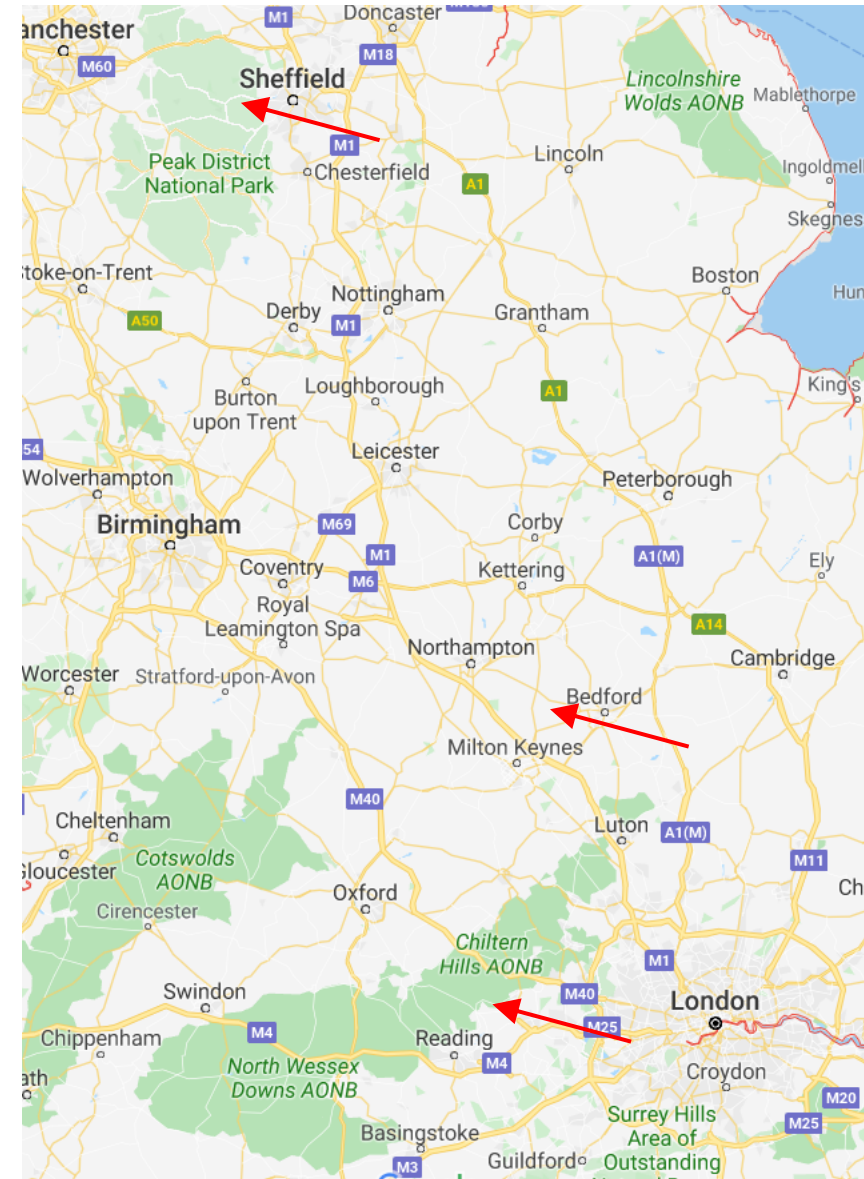 M1
Doncaster
anchester
M60
M18
Sheffield
Lincolnshire
Wolds AONB
Mablethorpe
M1
Peak District
National Park
Chesterfield
Lincoln
Ingoldmel
A1
Skegnes
toke-on-Trent
Boston
Nottingham
Hun
Derby
A50
M1
Grantham
Burton
upon Trent
Loughborough
A1
King's
54
Leicester
Wolverhampton
Peterborough
Birmingham
M69
Corby
M1
A1(M)
Ely
Coventry
M6
Kettering
Royal
Leamington Spa
A14
Northampton
Cambridge
Worcester
Stratford-upon-Avon
Bedford
Milton Keynes
M40
Cheltenham
Luton
A1(M)
Gloucester
Cotswolds
AONB
M11
Oxford
Ch
Cirencester
Chiltern
Hills AONB
M1
Swindon
M40
London
Chippenham
M4
Reading
M25
M4
ath
North Wessex
Downs AONB
Croydon
M20
Surrey Hills
Area of
Outstanding
M25
Basingstoke
M3
Guildford